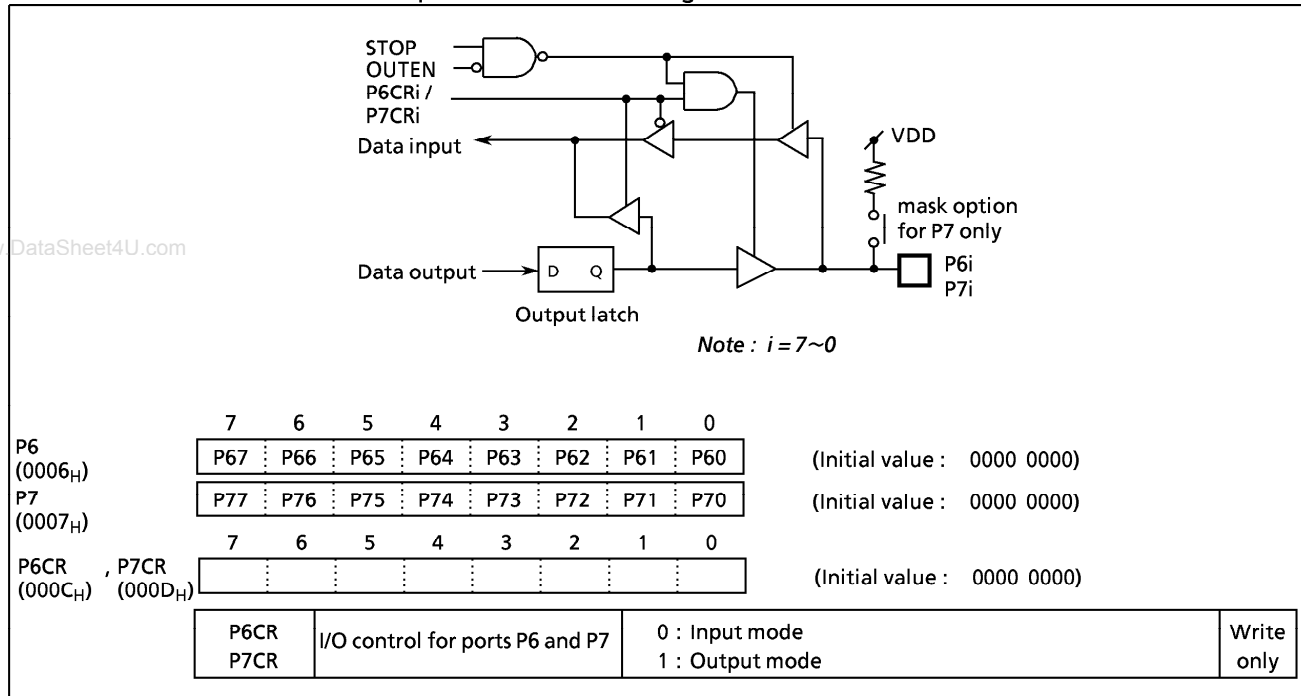 STOP
OUTEN
P6CRi /
P7CRi
Data input
VDD
mask option
for P7 only
.DataSheet4U.com
Data output
D Q
P6i
P7i
Output latch
Note : i = 7~0
7 6 5 4 3 2 1 0
P6
(0006H)
P67 P66 P65 P64 P63 P62 P61 P60 (Initial value : 0000 0000)
P7
(0007H)
P77 P76 P75 P74 P73 P72 P71 P70 (Initial value : 0000 0000)
7 6 5 4 3 2 1 0
P6CR , P7CR
(000CH) (000DH)
(Initial value : 0000 0000)
P6CR
P7CR
I/O control for ports P6 and P7
0 : Input mode
1 : Output mode
Write
only